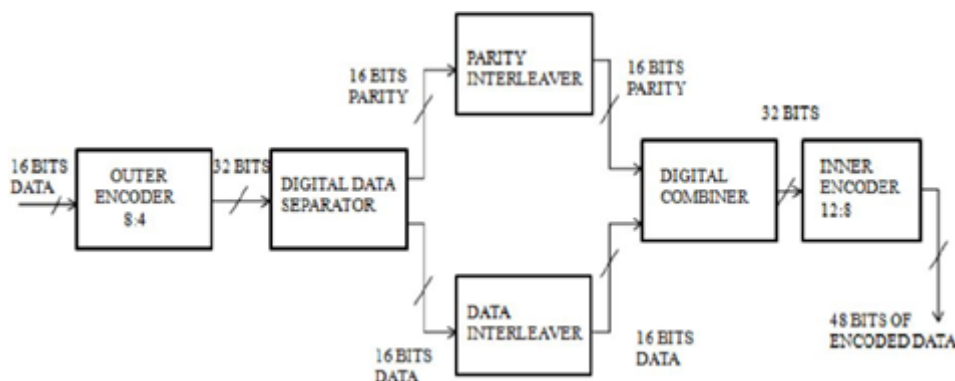 16 BITS
DATA
OUTER
ENCODER
8:4
32 BITS
DIGITAL DATA
SEPARATOR
16 BITS
PARITY
PARITY
INTERLEAVER
16 BITS
PARITY
16 BITS
DATA
DATA
INTERLEAVER
16 BITS
DATA
DIGITAL
COMBINER
32 BITS
INNER
ENCODER
12:8
48 BITS OF
ENCODED DATA